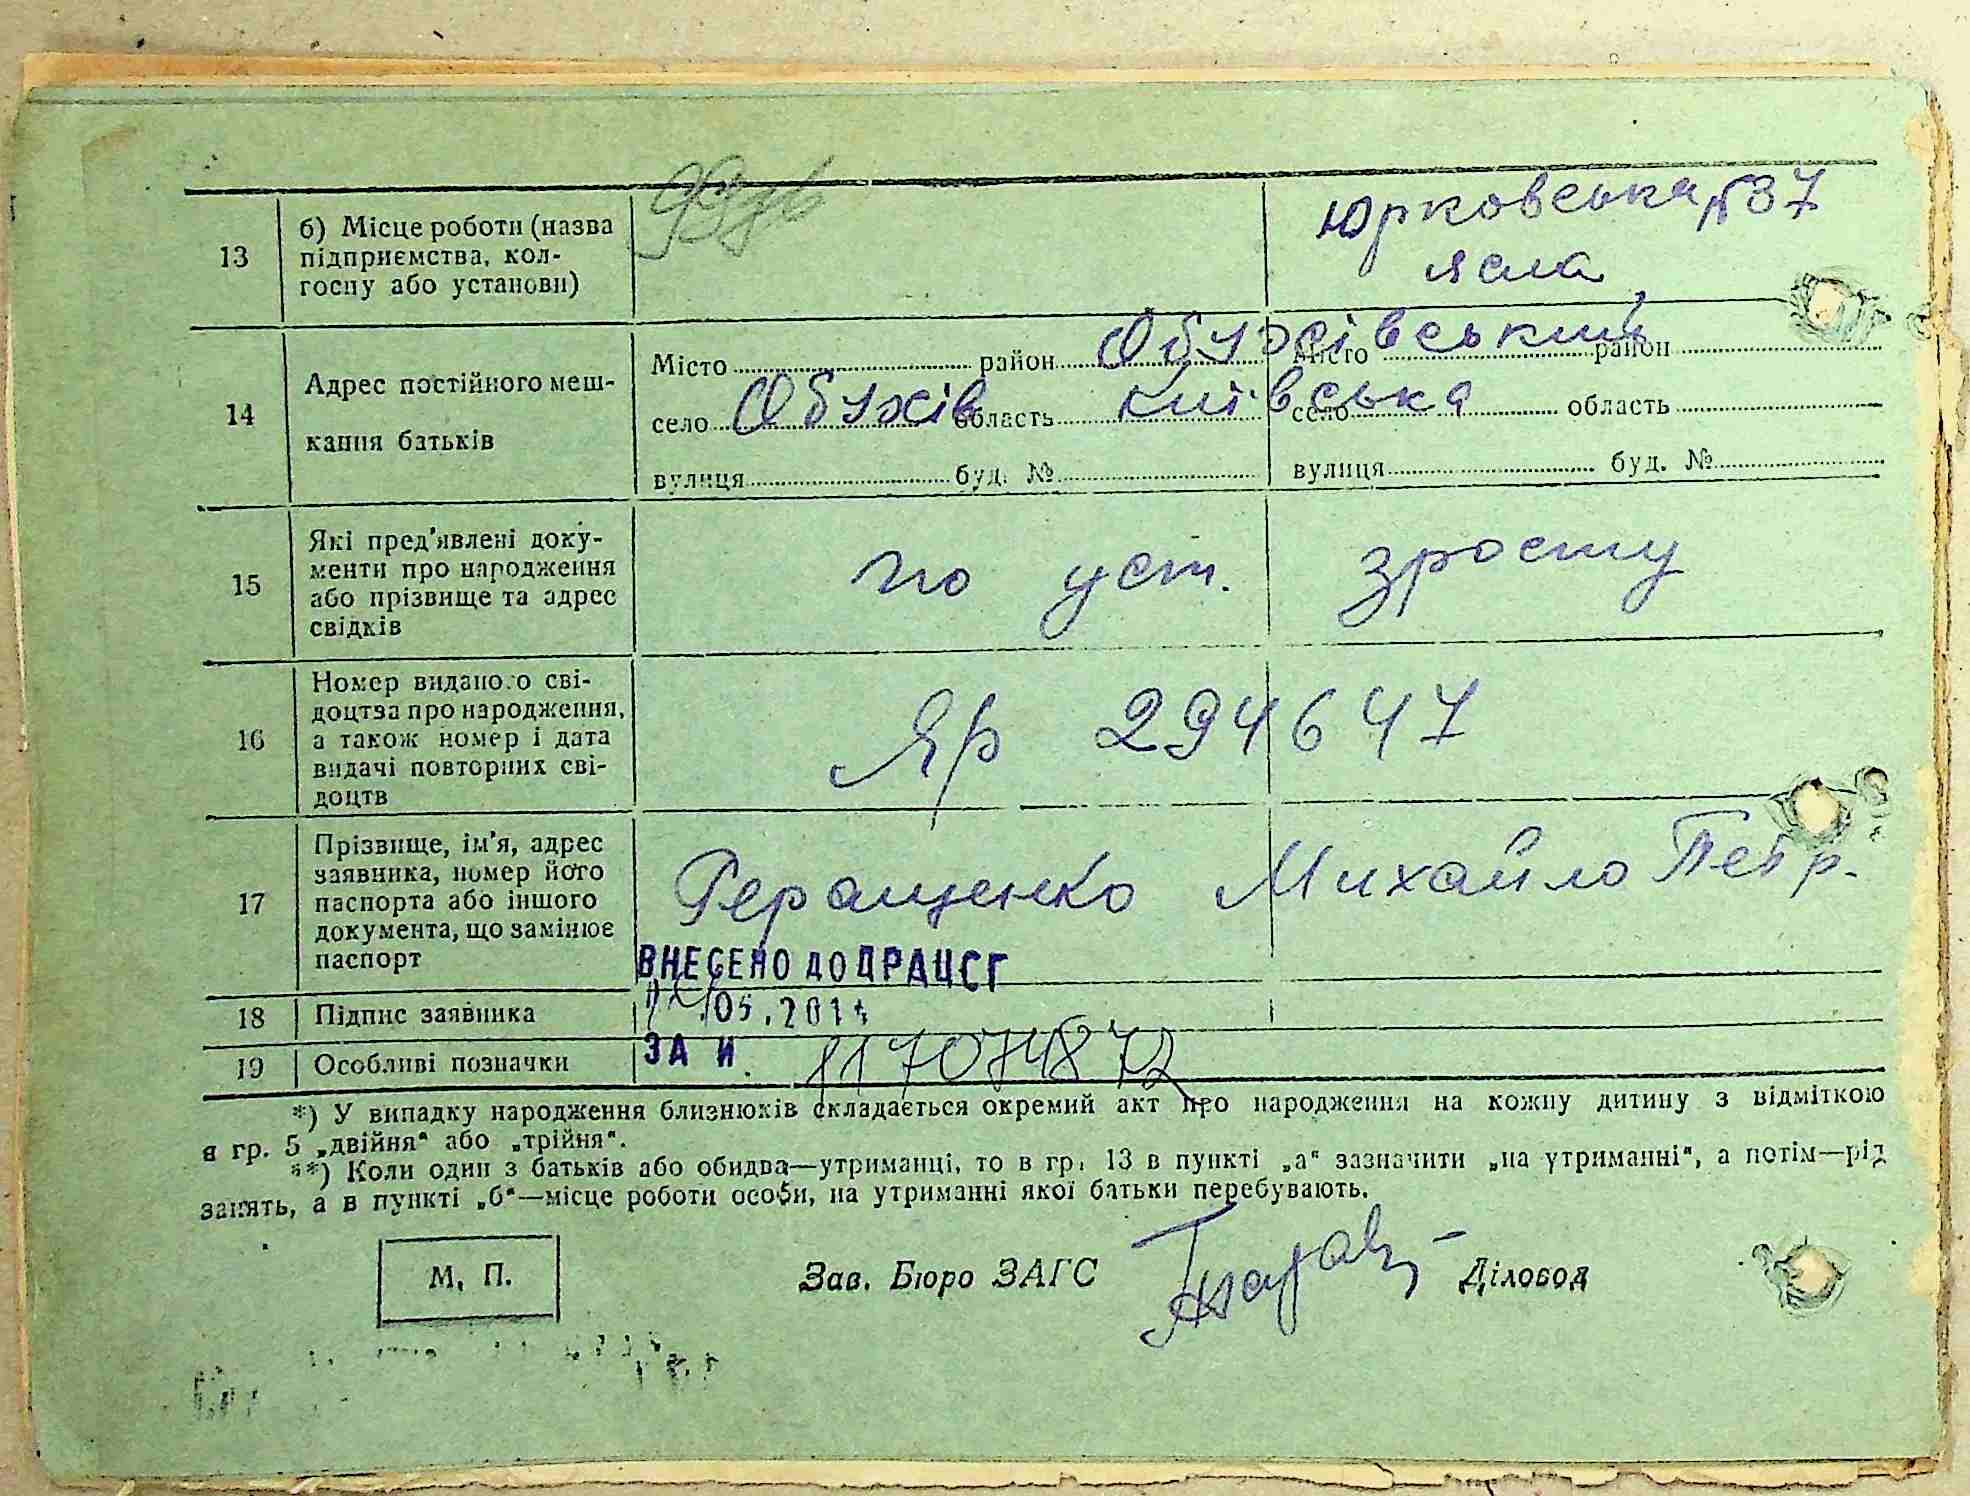 13
б) Місце роботи (назва
підприємства, кол-
госпу або установи)
Юрковська №37
ясла
14
Адрес постійного меш-
кання батьків
Місто район Обухівський Місто район
село Обухів область Київська село область
вулиця буд. № вулиця буд. №
15
Які пред'явлені доку-
менти про народження
або прізвище та адрес
свідків
по уст. зросту
16
Номер виданого сві-
доцтва про народження,
а також номер і дата
видачі повторних сві-
доцтв
Яр 294647
17
Прізвище, ім'я, адрес
заявника, номер його
паспорта або іншого
документа, що замінює
паспорт
Геращенко Михайло Петр.
ВНЕСЕНО ДО ДРАЦСГ
18
Підпис заявника
.05.2011
19
Особливі позначки
ЗА №
*) У випадку народження близнюків складається окремий акт про народження на кожну дитину з відміткою
в гр. 5 „двійня“ або „трійня“.
**) Коли один з батьків або обидва—утриманці, то в гр. 13 в пункті „а“ зазначити „на утриманні“, а потім—рід
занять, а в пункті „б“—місце роботи особи, на утриманні якої батьки перебувають.
М. П.
Зав. Бюро ЗАГС
Діловод